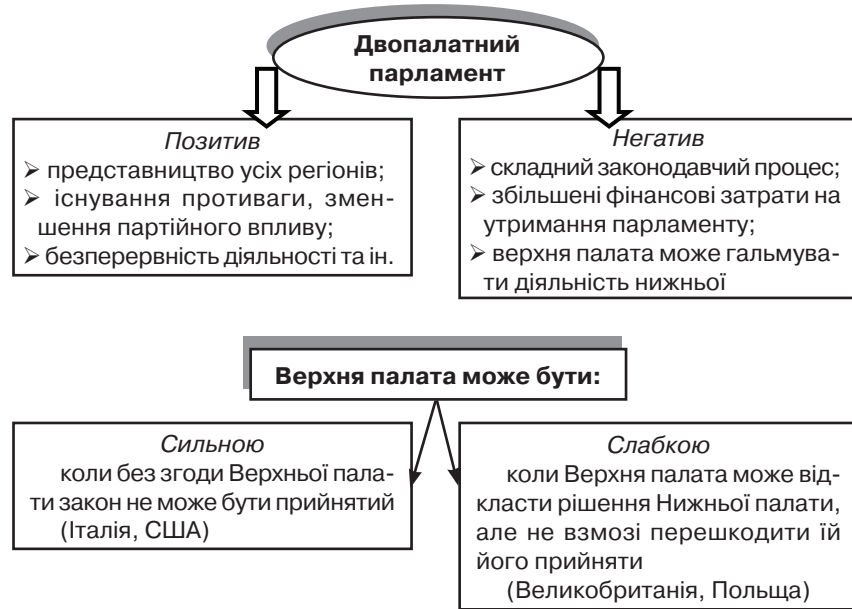 Двопалатний
парламент
Позитив
➢ представництво усіх регіонів;
➢ існування противаги, змен-
шення партійного впливу;
➢ безперервність діяльності та ін.
Негатив
➢ складний законодавчий процес;
➢ збільшені фінансові затрати на
утримання парламенту;
➢ верхня палата може гальмува-
ти діяльність нижньої
Верхня палата може бути:
Сильною
коли без згоди Верхньої пала-
ти закон не може бути прийнятий
(Італія, США)
Слабкою
коли Верхня палата може від-
класти рішення Нижньої палати,
але не взмозі перешкодити їй
його прийняти
(Великобританія, Польща)